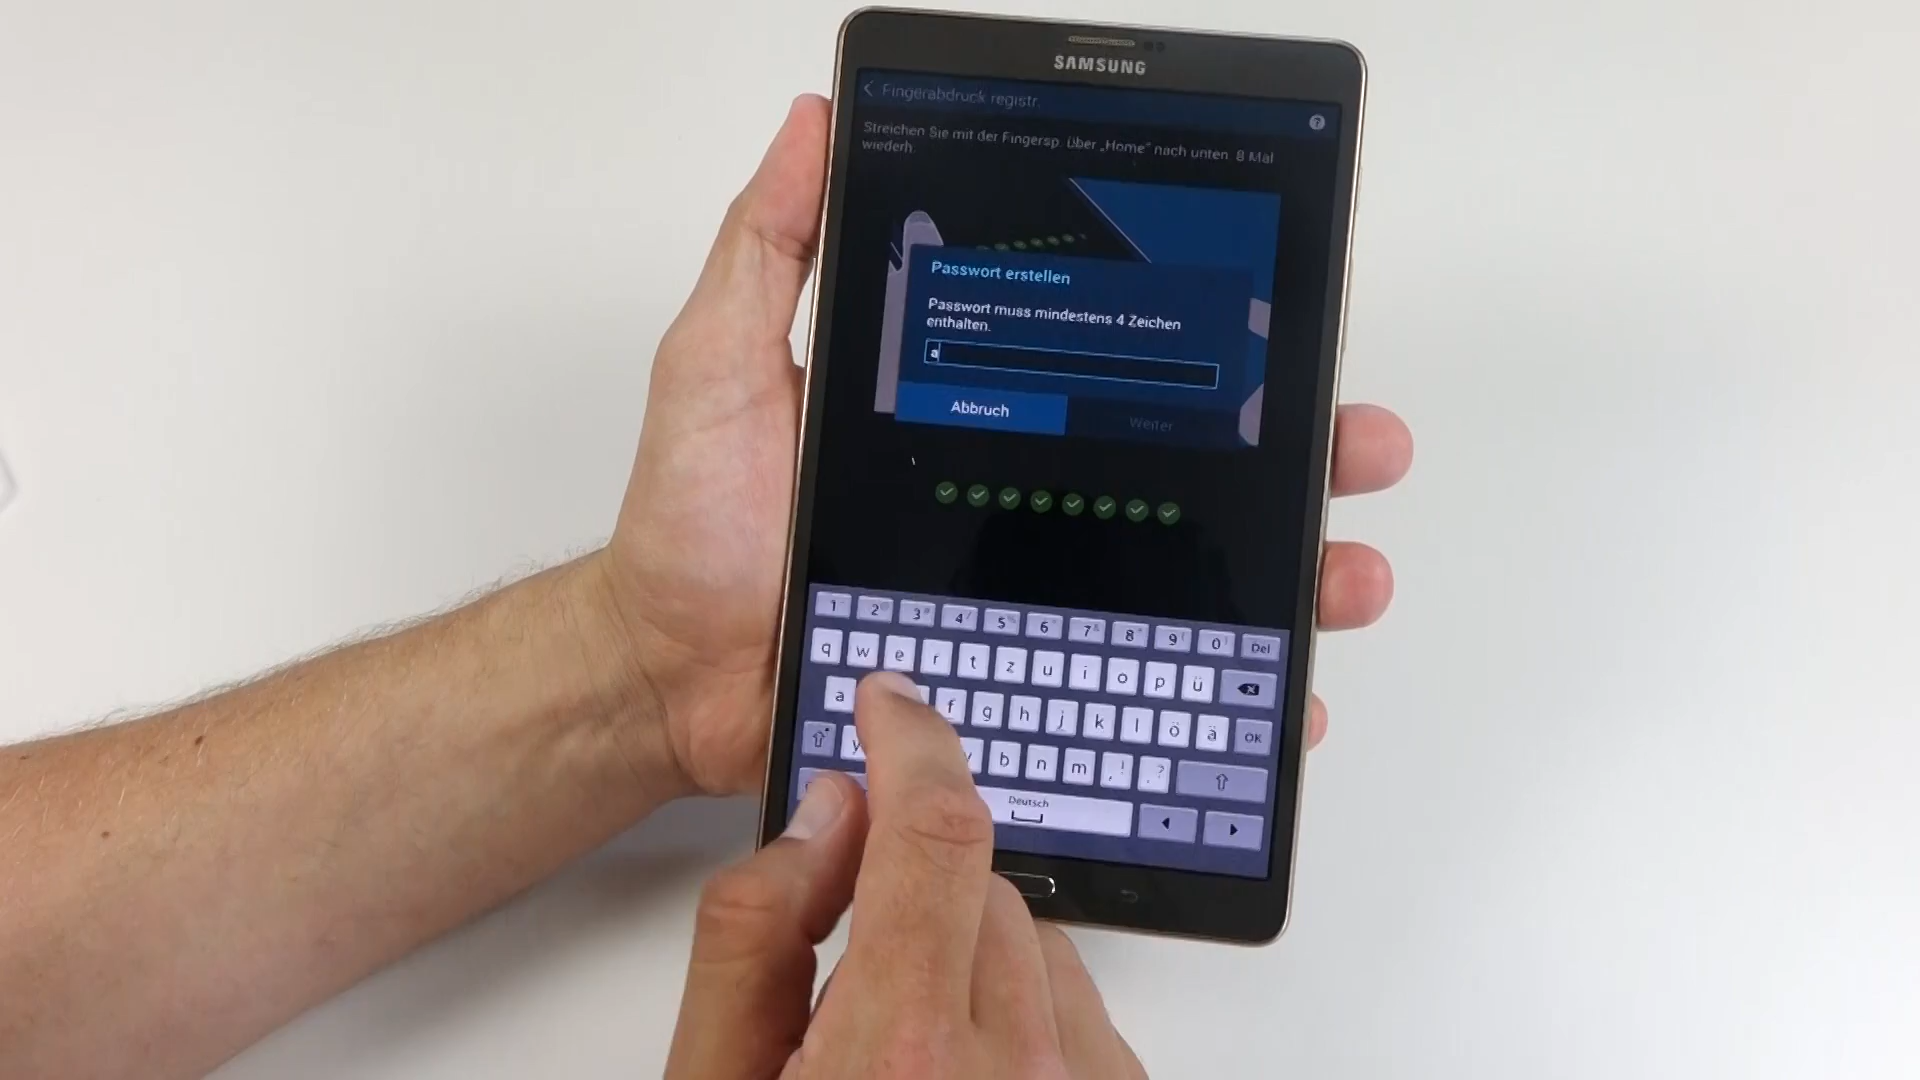 SAMSUNG
Fingerabdruck registr.
Streichen Sie mit der Fingersp. über „Home" nach unten. 8 Mal
wiederh.
Passwort erstellen
Passwort muss mindestens 4 Zeichen
enthalten.
a
Abbruch Weiter
1 2 3 4 5 6 7 8 9 0 Del
q w e r t z u i o p ü
a f g h j k l ö ä OK
y b n m , ! . ?
Deutsch